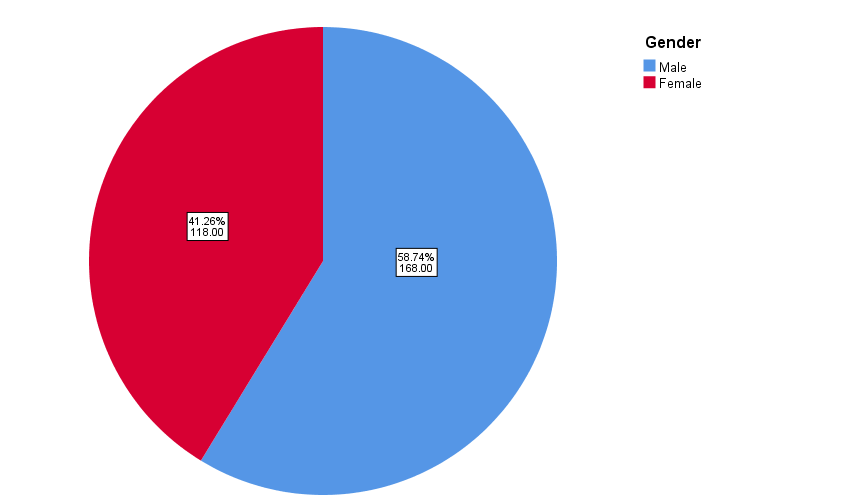 Gender
Male
Female
41.26%
118.00
58.74%
168.00